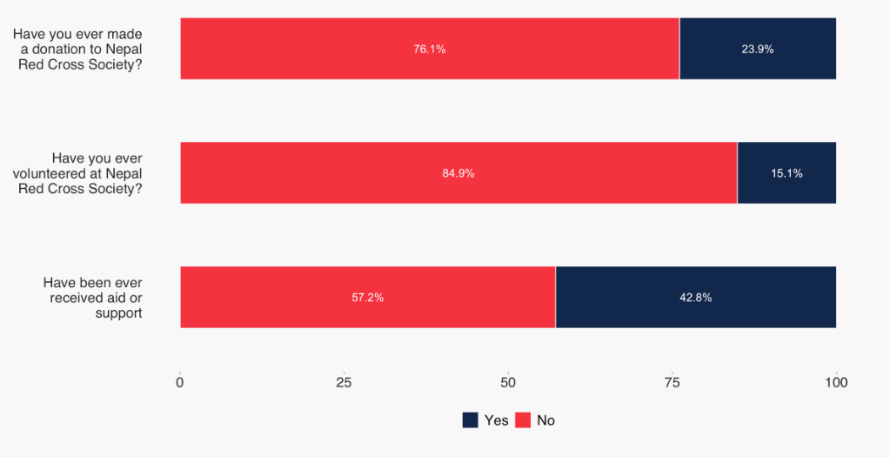 Have you ever made
a donation to Nepal
Red Cross Society?
76.1%
23.9%
Have you ever
volunteered at Nepal
Red Cross Society?
84.9%
15.1%
Have been ever
received aid or
support
57.2%
42.8%
0 25 50 75 100
Yes No